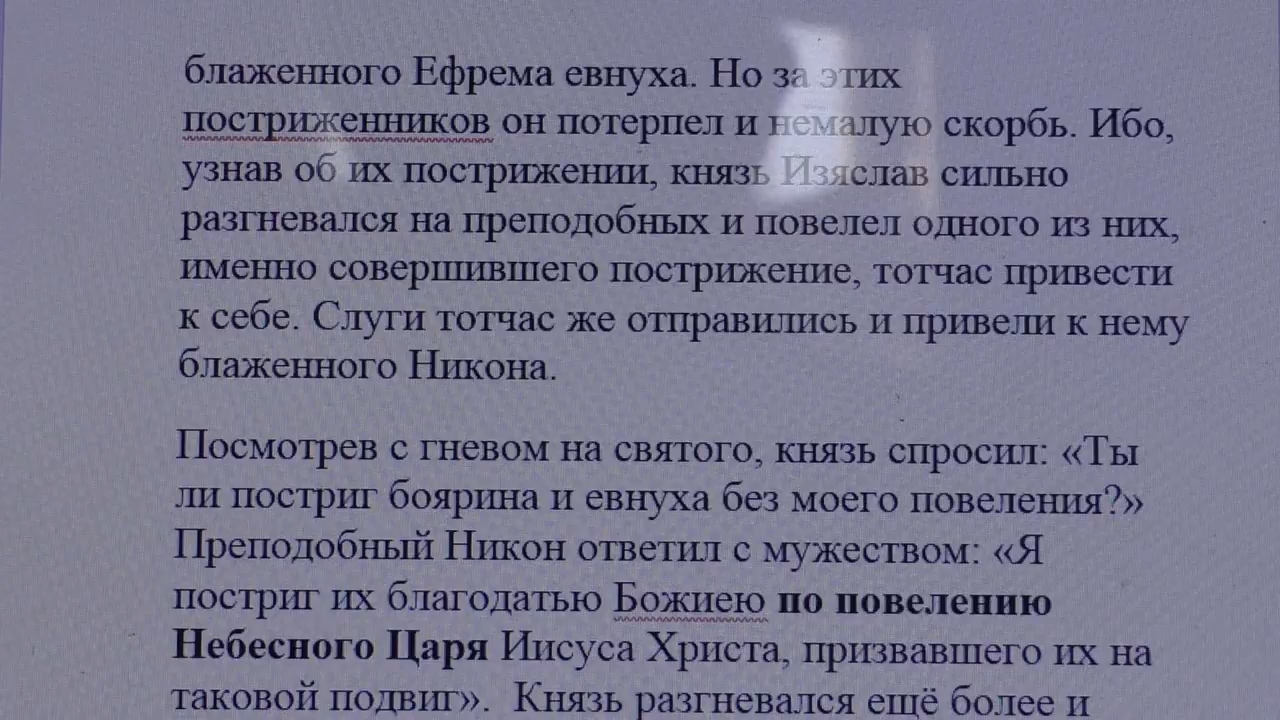 блаженного Ефрема евнуха. Но за этих
постриженников он потерпел и немалую скорбь. Ибо,
узнав об их пострижении, князь Изяслав сильно
разгневался на преподобных и повелел одного из них,
именно совершившего пострижение, тотчас привести
к себе. Слуги тотчас же отправились и привели к нему
блаженного Никона.
Посмотрев с гневом на святого, князь спросил: «Ты
ли постриг боярина и евнуха без моего повеления?»
Преподобный Никон ответил с мужеством: «Я
постриг их благодатью Божиею по повелению
Небесного Царя Иисуса Христа, призвавшего их на
таковой подвиг». Князь разгневался ещё более и